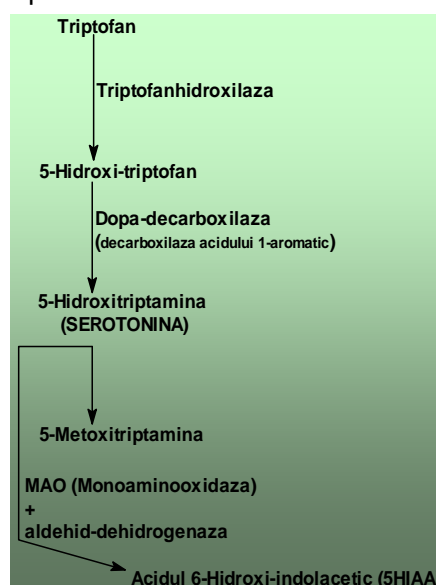 Triptofan
Triptofanhidroxilaza
5-Hidroxi-triptofan
Dopa-decarboxilaza
(decarboxilaza acidului 1-aromatic)
5-Hidroxitriptamina
(SEROTONINA)
5-Metoxitriptamina
MAO (Monoaminooxidaza)
+
aldehid-dehidrogenaza
Acidul 6-Hidroxi-indolacetic (5HIAA